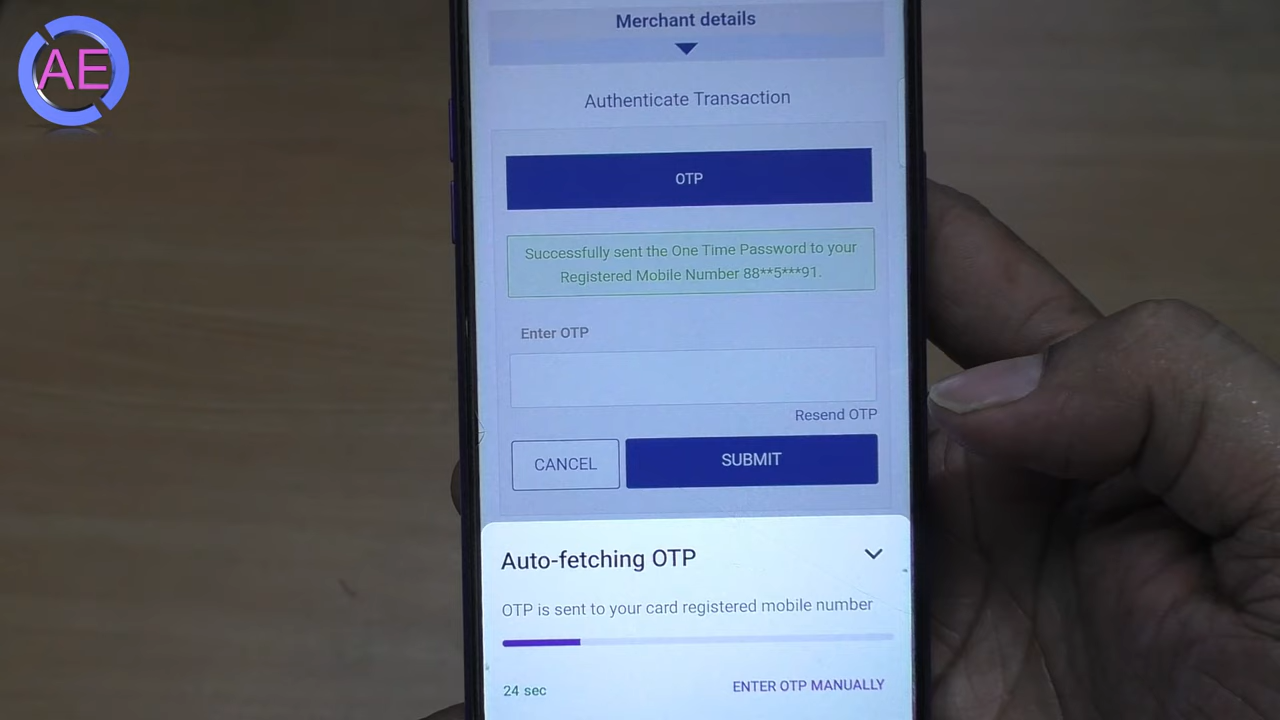 AE
Merchant details
Authenticate Transaction
OTP
Successfully sent the One Time Password to your
Registered Mobile Number 88**5***91.
Enter OTP
Resend OTP
CANCEL
SUBMIT
Auto-fetching OTP
OTP is sent to your card registered mobile number
24 sec
ENTER OTP MANUALLY